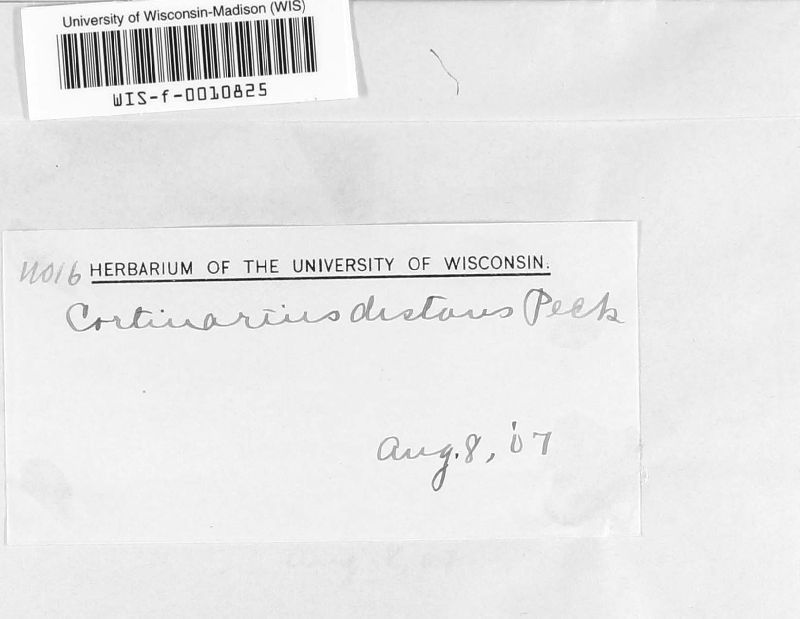 University of Wisconsin-Madison (WIS)
WIS-f-0010825
HERBARIUM OF THE UNIVERSITY OF WISCONSIN.
Cortinarius distans Peck
Aug. 8, '07